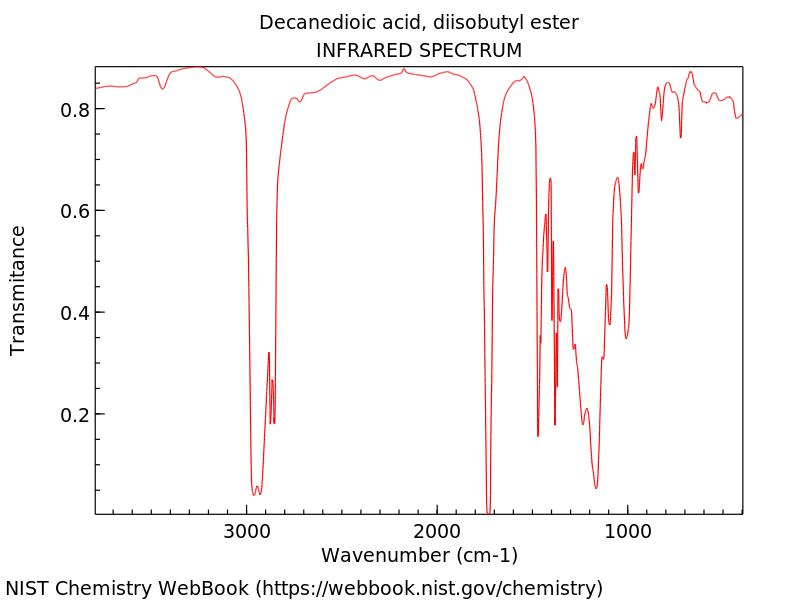 Decanedioic acid, diisobutyl ester
INFRARED SPECTRUM
0.8
0.6
0.4
0.2
Transmitance
3000 2000 1000
Wavenumber (cm-1)
NIST Chemistry WebBook (https://webbook.nist.gov/chemistry)